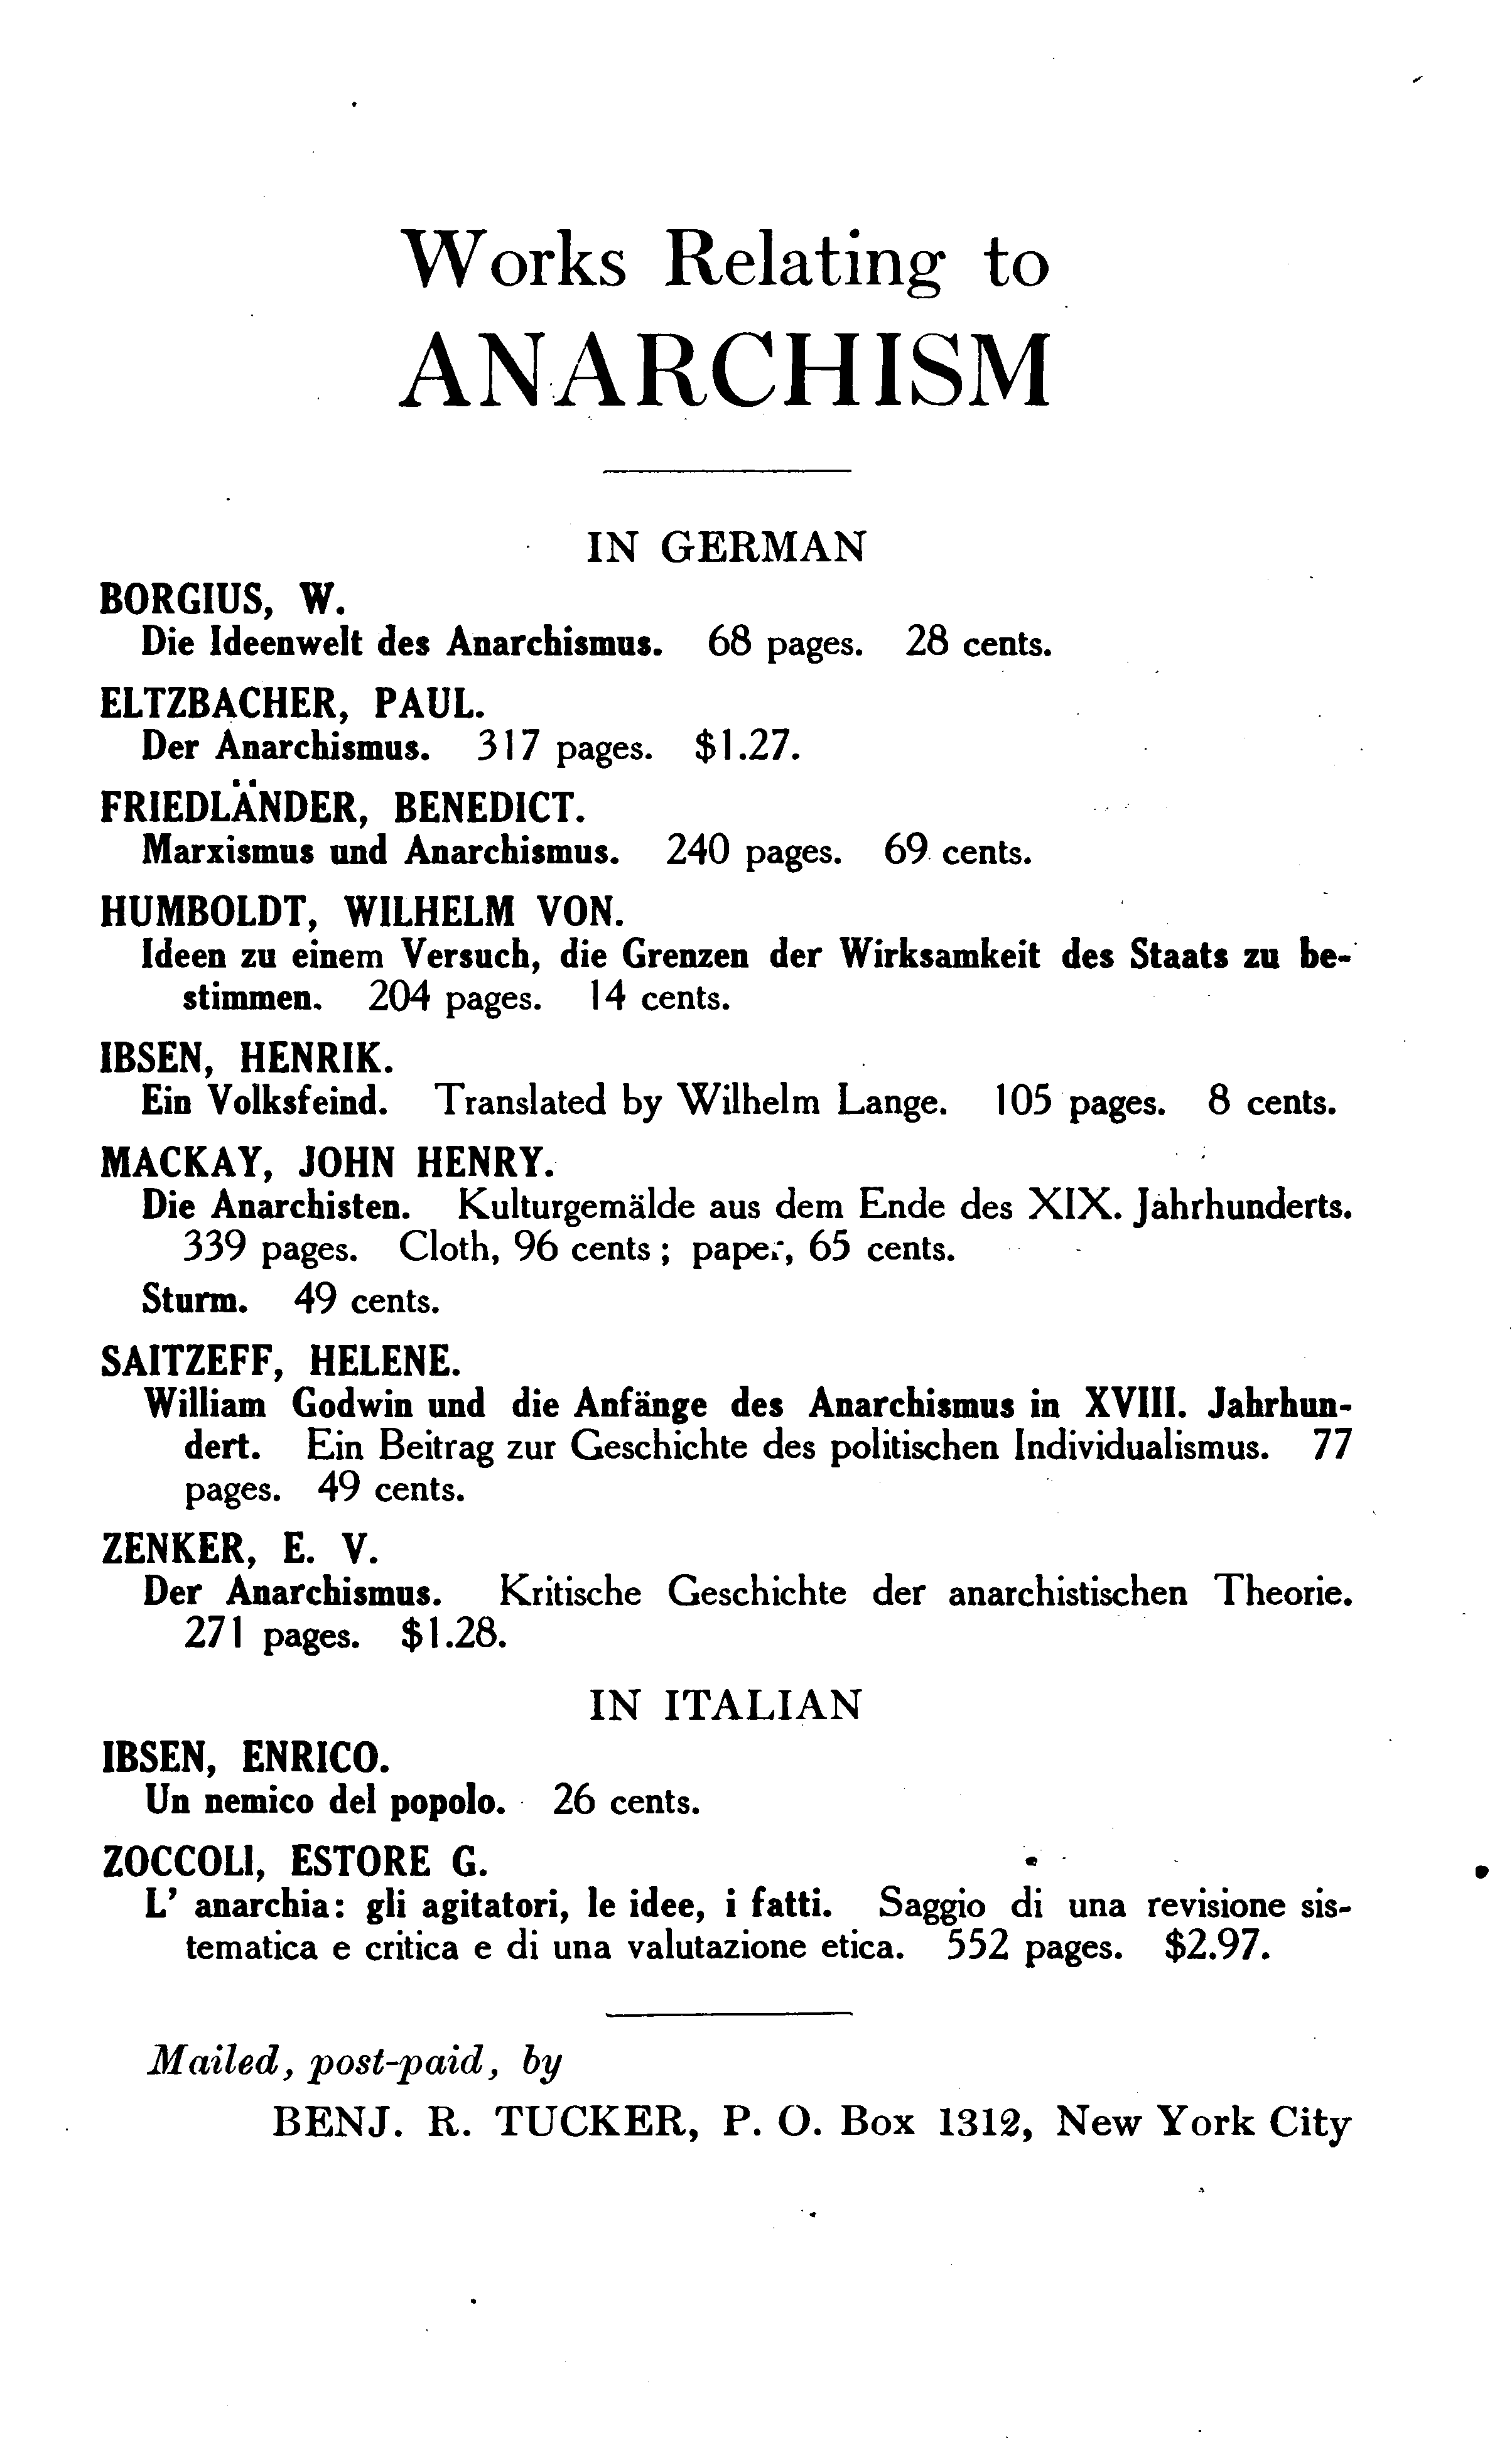 Works Relating to
ANARCHISM
IN GERMAN
BORGIUS, W.
Die Ideenwelt des Anarchismus. 68 pages. 28 cents.
ELTZBACHER, PAUL.
Der Anarchismus. 317 pages. $1.27.
FRIEDLÄNDER, BENEDICT.
Marxismus und Anarchismus. 240 pages. 69 cents.
HUMBOLDT, WILHELM VON.
Ideen zu einem Versuch, die Grenzen der Wirksamkeit des Staats zu be-
stimmen. 204 pages. 14 cents.
IBSEN, HENRIK.
Ein Volksfeind. Translated by Wilhelm Lange. 105 pages. 8 cents.
MACKAY, JOHN HENRY.
Die Anarchisten. Kulturgemälde aus dem Ende des XIX. Jahrhunderts.
339 pages. Cloth, 96 cents; paper, 65 cents.
Sturm. 49 cents.
SAITZEFF, HELENE.
William Godwin und die Anfänge des Anarchismus in XVIII. Jahrhun-
dert. Ein Beitrag zur Geschichte des politischen Individualismus. 77
pages. 49 cents.
ZENKER, E. V.
Der Anarchismus. Kritische Geschichte der anarchistischen Theorie.
271 pages. $1.28.
IN ITALIAN
IBSEN, ENRICO.
Un nemico del popolo. 26 cents.
ZOCCOLI, ESTORE G.
L' anarchia: gli agitatori, le idee, i fatti. Saggio di una revisione sis-
tematica e critica e di una valutazione etica. 552 pages. $2.97.
Mailed, post-paid, by
BENJ. R. TUCKER, P. O. Box 1312, New York City